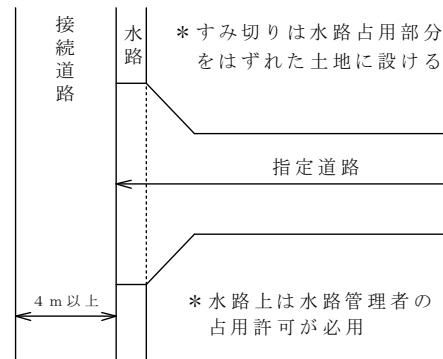 接続道路
水路
＊すみ切りは水路占用部分
をはずれた土地に設ける
指定道路
4ｍ以上
＊水路上は水路管理者の
占用許可が必用